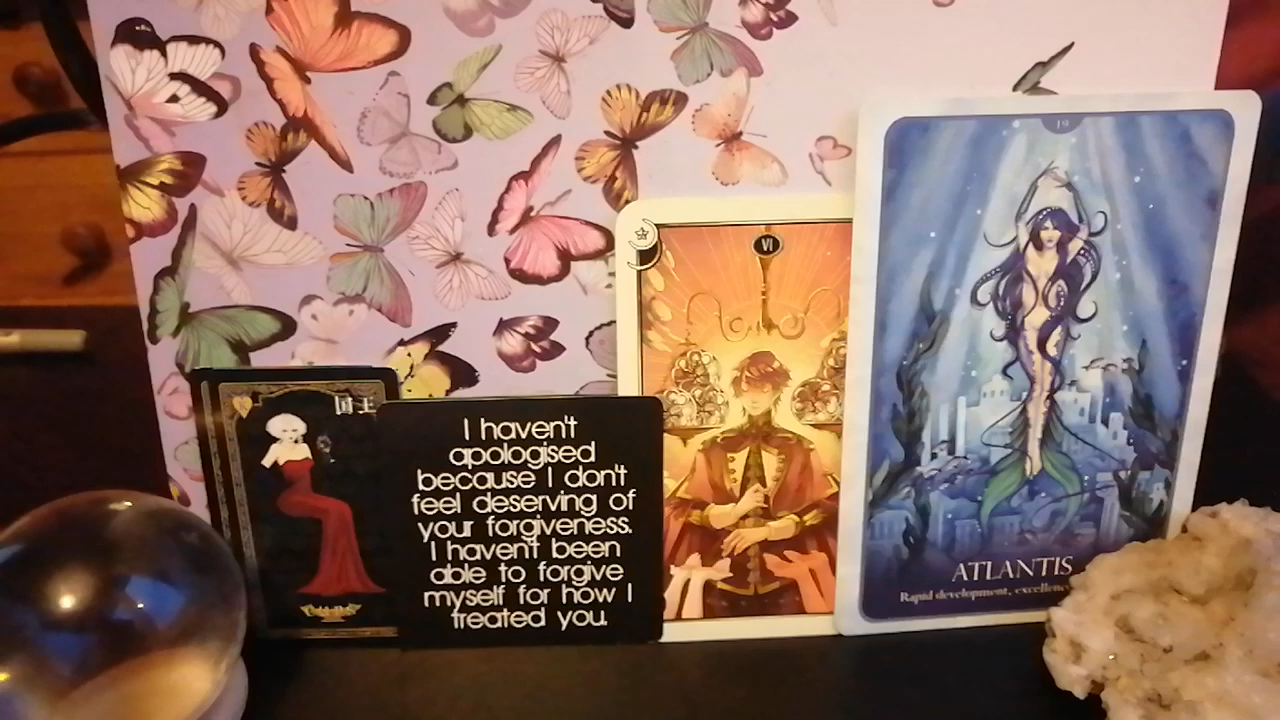 国王
I haven't
apologised
because I don't
feel deserving of
your forgiveness.
I haven't been
able to forgive
myself for how I
treated you.
VI
19
ATLANTIS
Rapid development, excellence